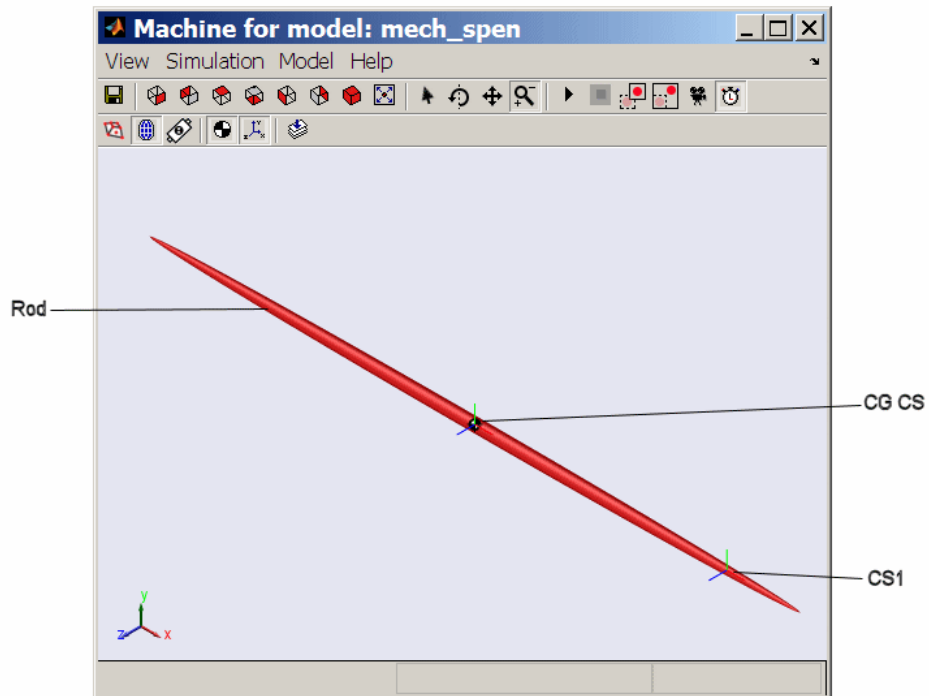 Machine for model: mech_spen
View Simulation Model Help
Rod
CG CS
CS1
y
z x